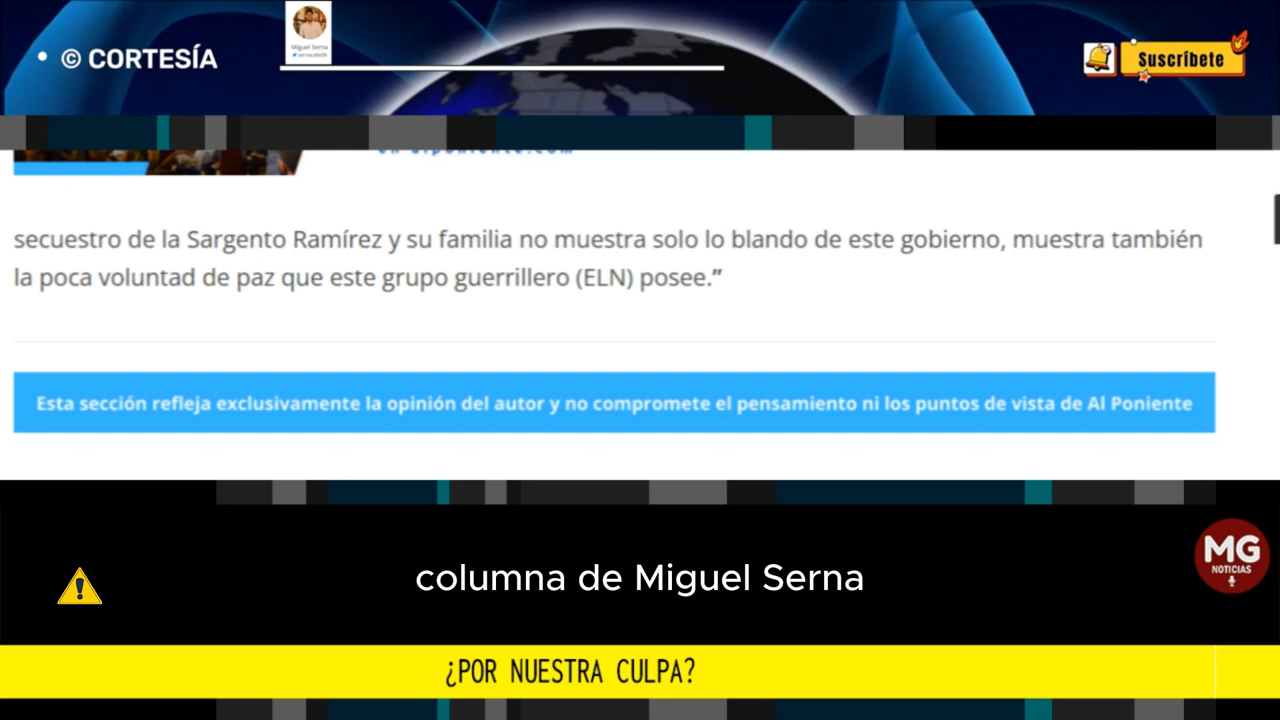 • © CORTESÍA
Miguel Serna
Suscríbete
secuestro de la Sargento Ramírez y su familia no muestra solo lo blando de este gobierno, muestra también
la poca voluntad de paz que este grupo guerrillero (ELN) posee.”
Esta sección refleja exclusivamente la opinión del autor y no compromete el pensamiento ni los puntos de vista de Al Poniente
columna de Miguel Serna
MG
NOTICIAS
¿POR NUESTRA CULPA?